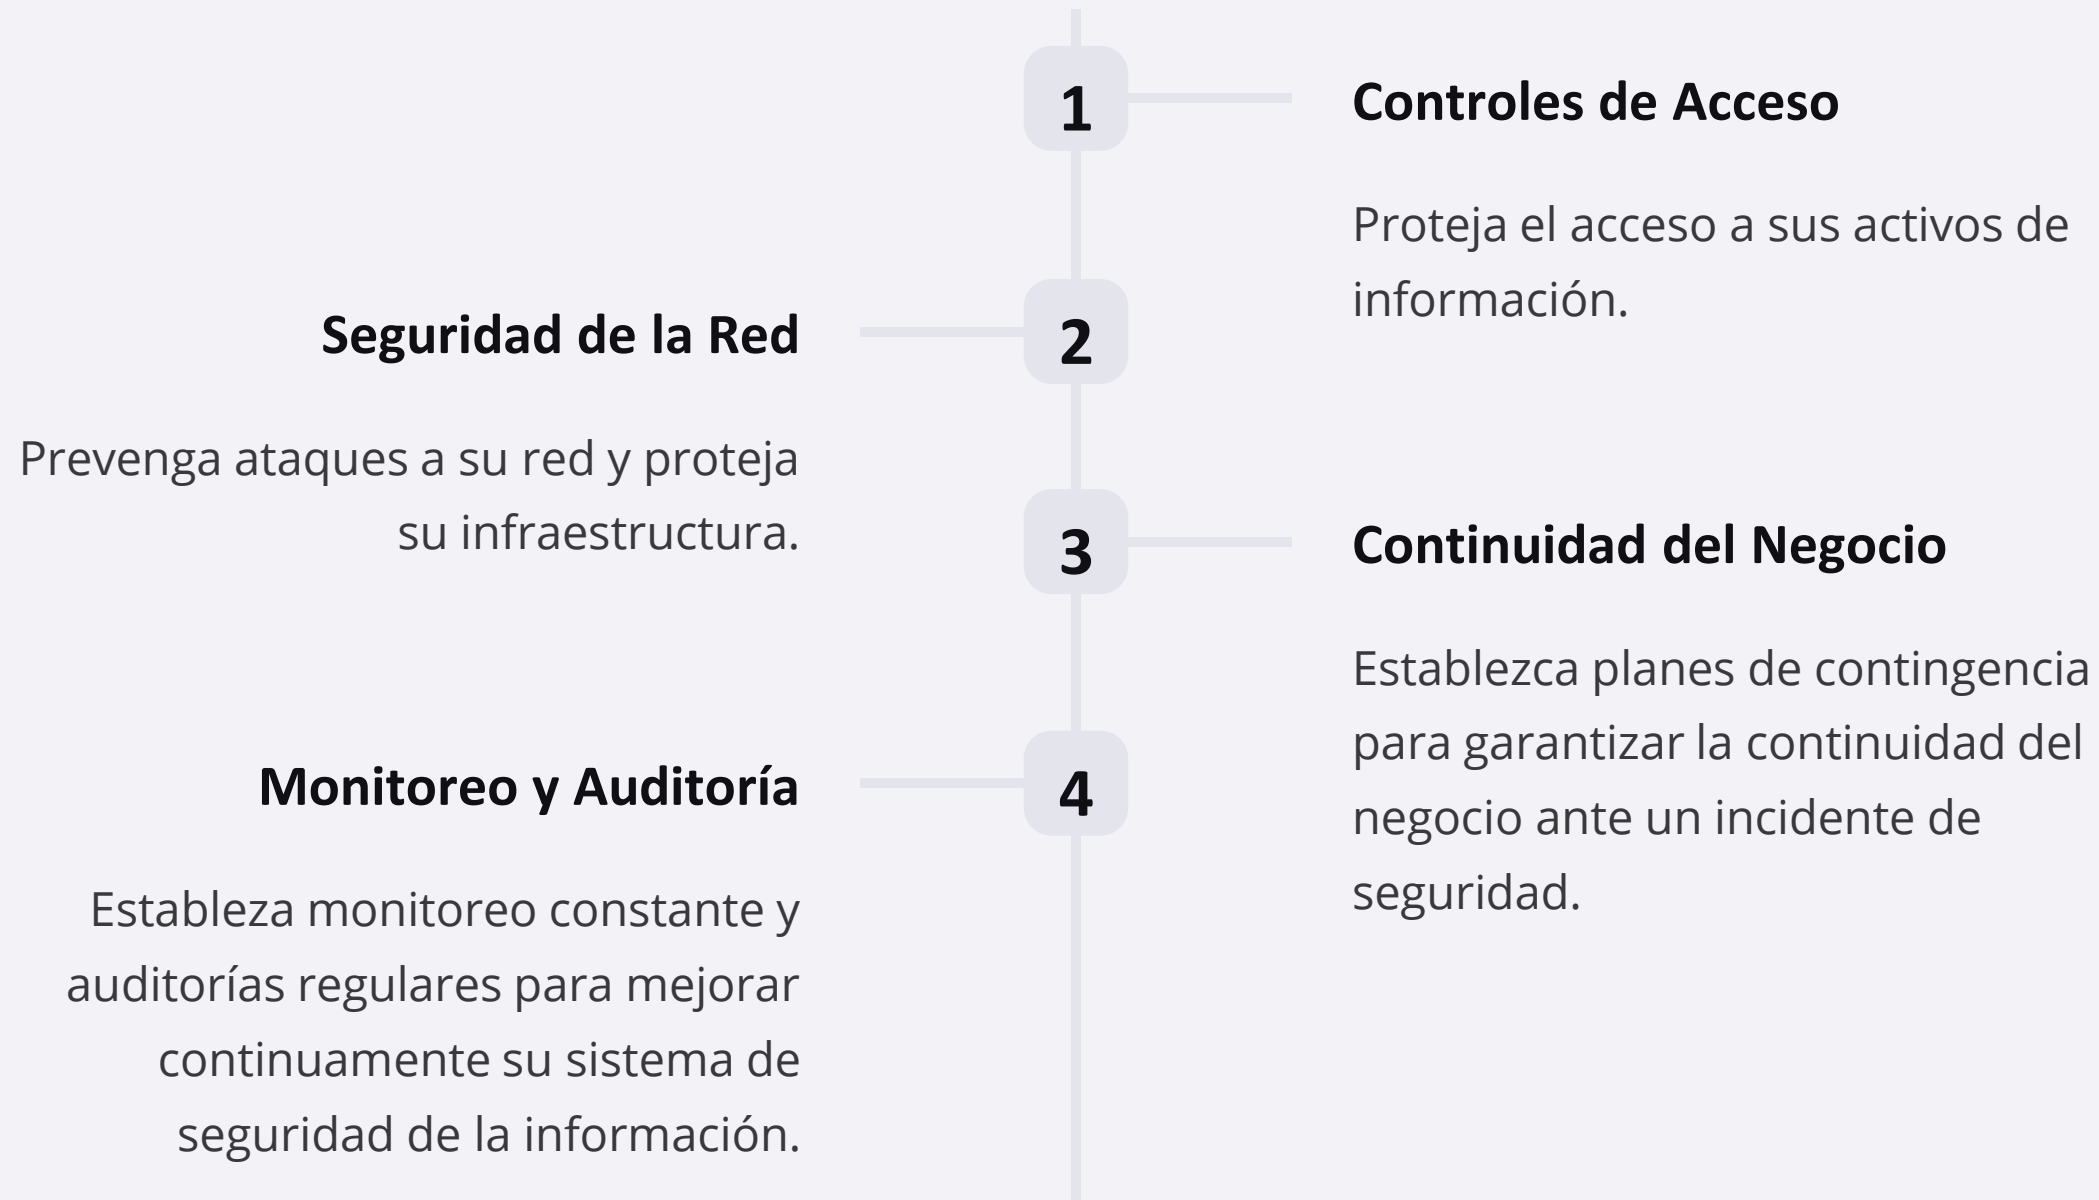 1
Controles de Acceso
Proteja el acceso a sus activos de
información.
2
Seguridad de la Red
Prevenga ataques a su red y proteja
su infraestructura.
3
Continuidad del Negocio
Establezca planes de contingencia
para garantizar la continuidad del
negocio ante un incidente de
seguridad.
4
Monitoreo y Auditoría
Estableza monitoreo constante y
auditorías regulares para mejorar
continuamente su sistema de
seguridad de la información.